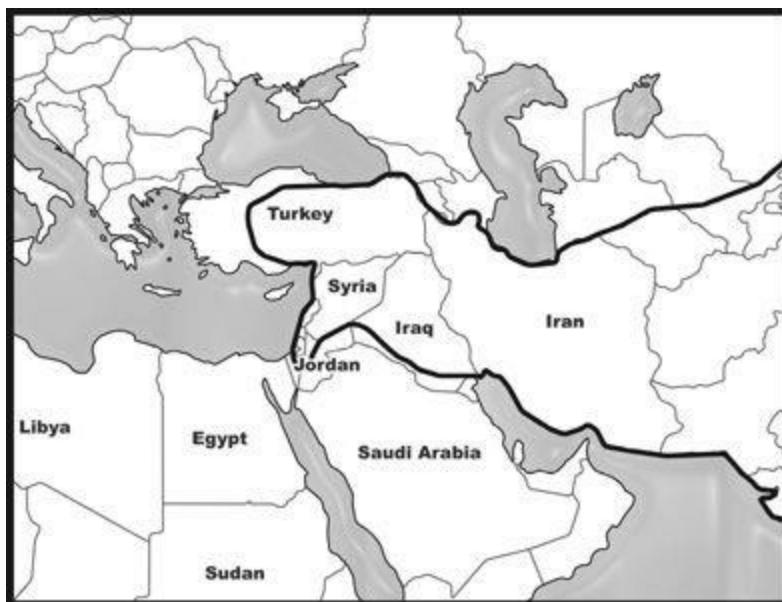 Turkey
Syria
Iraq
Iran
Jordan
Libya
Egypt
Saudi Arabia
Sudan